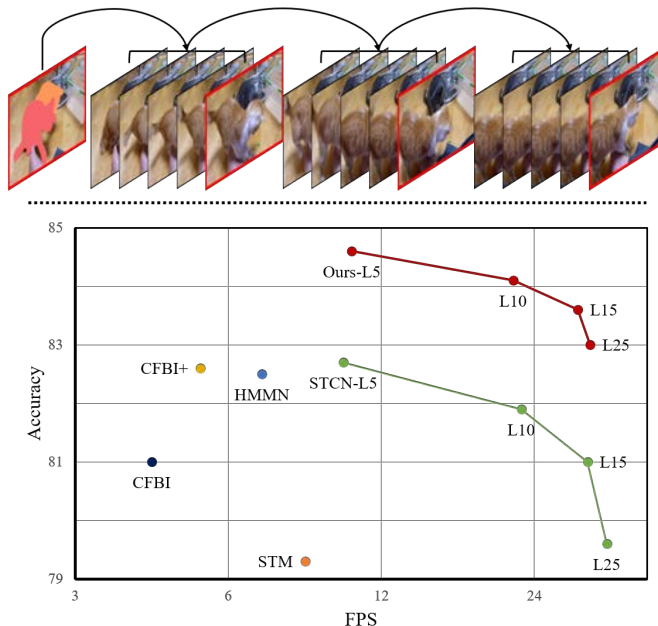 85
Ours-L5
L10
L15
83
L25
CFBI+
HMMN
STCN-L5
Accuracy
L10
81
L15
CFBI
STM
L25
79
3
6
12
24
FPS